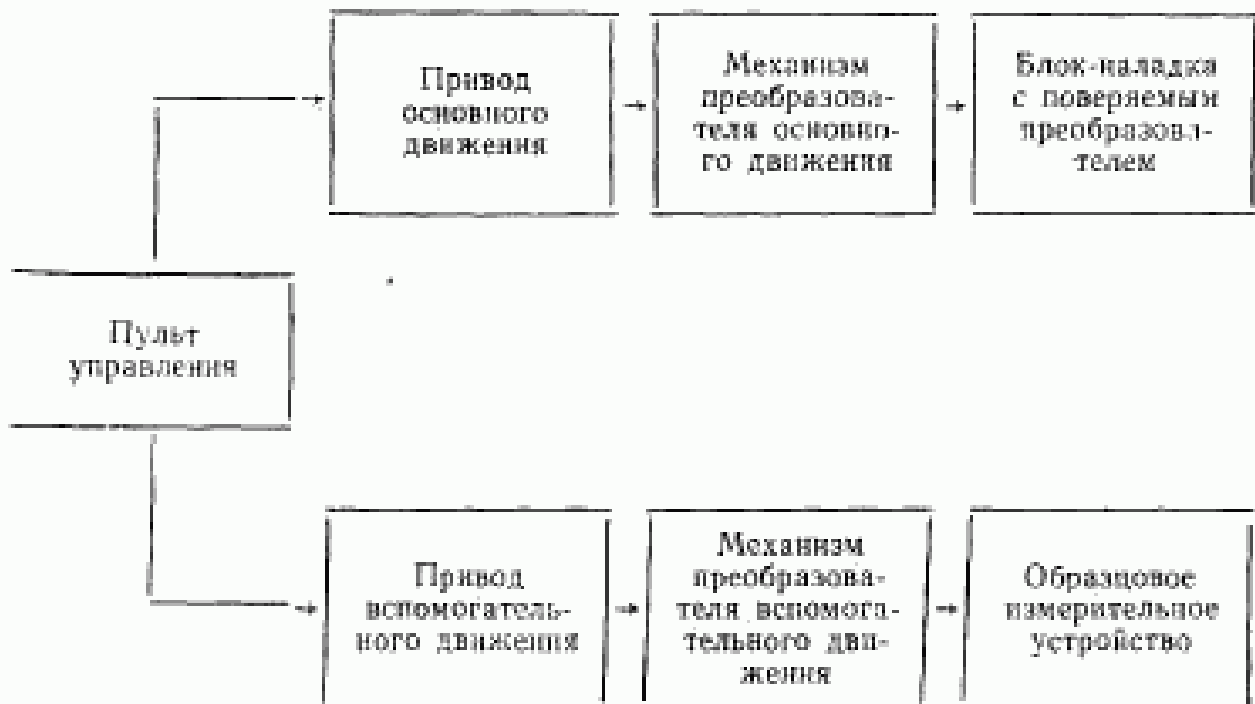 Привод
основного
движения
Механизм
преобразова-
теля основно-
го движения
Блок-наладка
с поверяемым
преобразова-
телем
Пульт
управления
Привод
вспомогатель-
ного движения
Механизм
преобразова-
теля вспомога-
тельного дви-
жения
Образцовое
измерительное
устройство